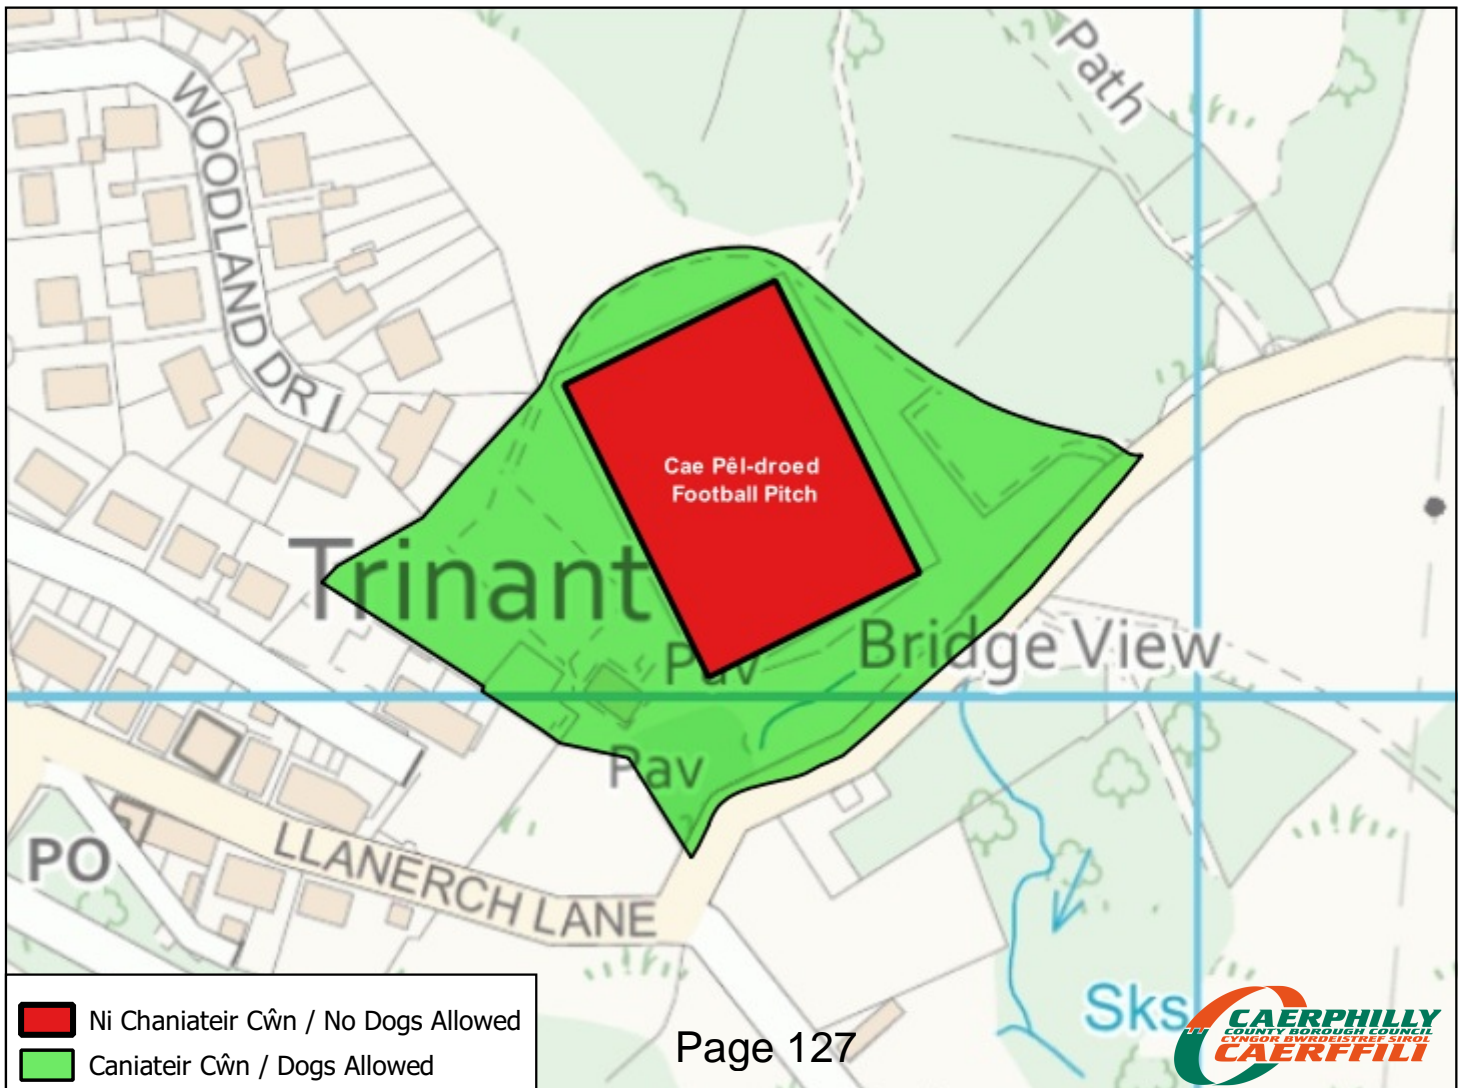 Path
WOODLAND DR
Cae Pêl-droed
Football Pitch
Trinant
Pav
Bridge View
Pav
PO
LLANERCH LANE
Sks
Ni Chaniateir Cŵn / No Dogs Allowed
Caniateir Cŵn / Dogs Allowed
Page 127
CAERPHILLY
COUNTY BOROUGH COUNCIL
CYNGOR BWRDEISTREF SIROL
CAERFFILI